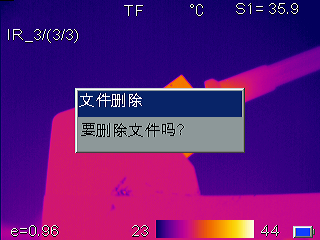 TF °C S1= 35.9
IR_3/(3/3)
文件删除
要删除文件吗?
e=0.96 23 44